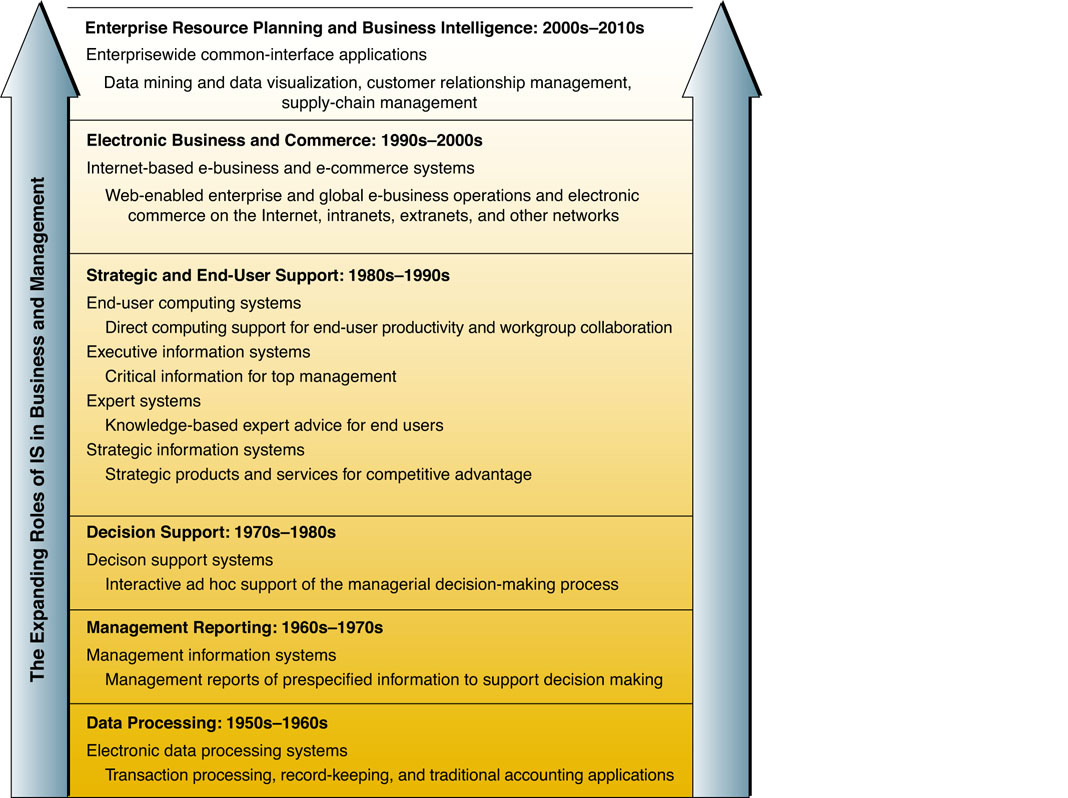 Enterprise Resource Planning and Business Intelligence: 2000s–2010s
Enterprisewide common-interface applications
Data mining and data visualization, customer relationship management,
supply-chain management
Electronic Business and Commerce: 1990s–2000s
Internet-based e-business and e-commerce systems
Web-enabled enterprise and global e-business operations and electronic
commerce on the Internet, intranets, extranets, and other networks
Strategic and End-User Support: 1980s–1990s
End-user computing systems
Direct computing support for end-user productivity and workgroup collaboration
Executive information systems
Critical information for top management
Expert systems
Knowledge-based expert advice for end users
Strategic information systems
Strategic products and services for competitive advantage
Decision Support: 1970s–1980s
Decison support systems
Interactive ad hoc support of the managerial decision-making process
Management Reporting: 1960s–1970s
Management information systems
Management reports of prespecified information to support decision making
Data Processing: 1950s–1960s
Electronic data processing systems
Transaction processing, record-keeping, and traditional accounting applications
The Expanding Roles of IS in Business and Management